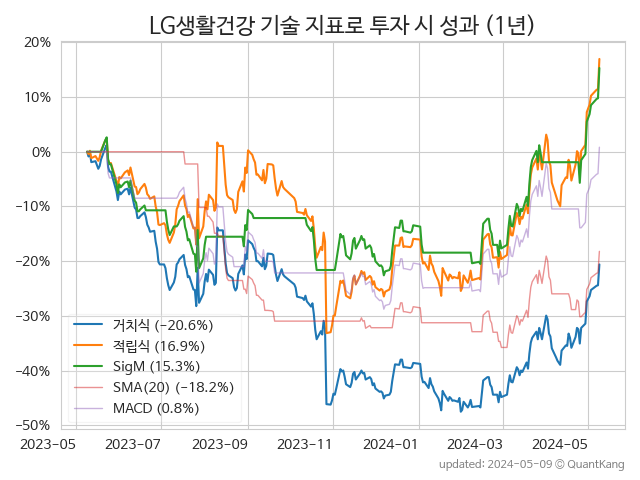 LG생활건강 기술 지표로 투자 시 성과 (1년)
20%
10%
0%
−10%
−20%
−30%
−40%
−50%
거치식 (−20.6%)
적립식 (16.9%)
SigM (15.3%)
SMA(20) (−18.2%)
MACD (0.8%)
2023-05 2023-07 2023-09 2023-11 2024-01 2024-03 2024-05
updated: 2024-05-09 © QuantKang